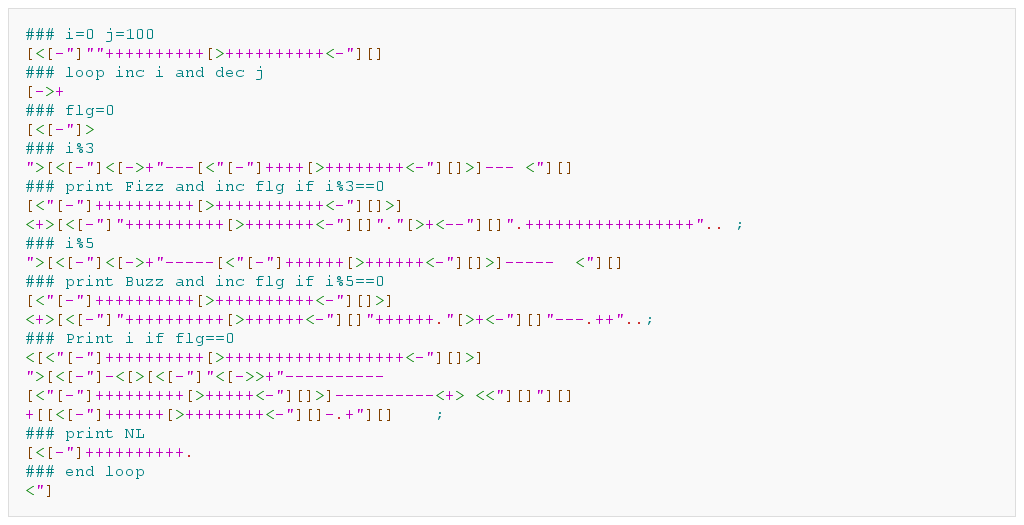 ### i=0 j=100
[<[-"]""++++++++++[>++++++++++<-"][]
### loop inc i and dec j
[->+
### flg=0
[<[-"]>
### i%3
">[<[-"]<[->+"---[<"[-"]++++[>++++++++<-"][]>]--- <"][]
### print Fizz and inc flg if i%3==0
[<"[-"]++++++++++[>+++++++++++<-"][]>]
<+>[<[-"]"++++++++++[>+++++++<-"][]"."[>+<--"][]".+++++++++++++++++".. ;
### i%5
">[<[-"]<[->+"-----[<"[-"]++++++[>++++++<-"][]>]-----  <"][]
### print Buzz and inc flg if i%5==0
[<"[-"]++++++++++[>++++++++++<-"][]>]
<+>[<[-"]"++++++++++[>++++++<-"][]"++++++."[>+<-"][]"---.++"..;
### Print i if flg==0
<[<"[-"]++++++++++[>++++++++++++++++++<-"][]>]
">[<[-"]-<[>[<[-"]"<[->>+"----------
[<"[-"]+++++++++[>+++++<-"][]>]----------<+> <<"][]"][]
+[[<[-"]++++++[>++++++++<-"][]-.+"][]    ;
### print NL
[<[-"]++++++++++.
### end loop
<"]